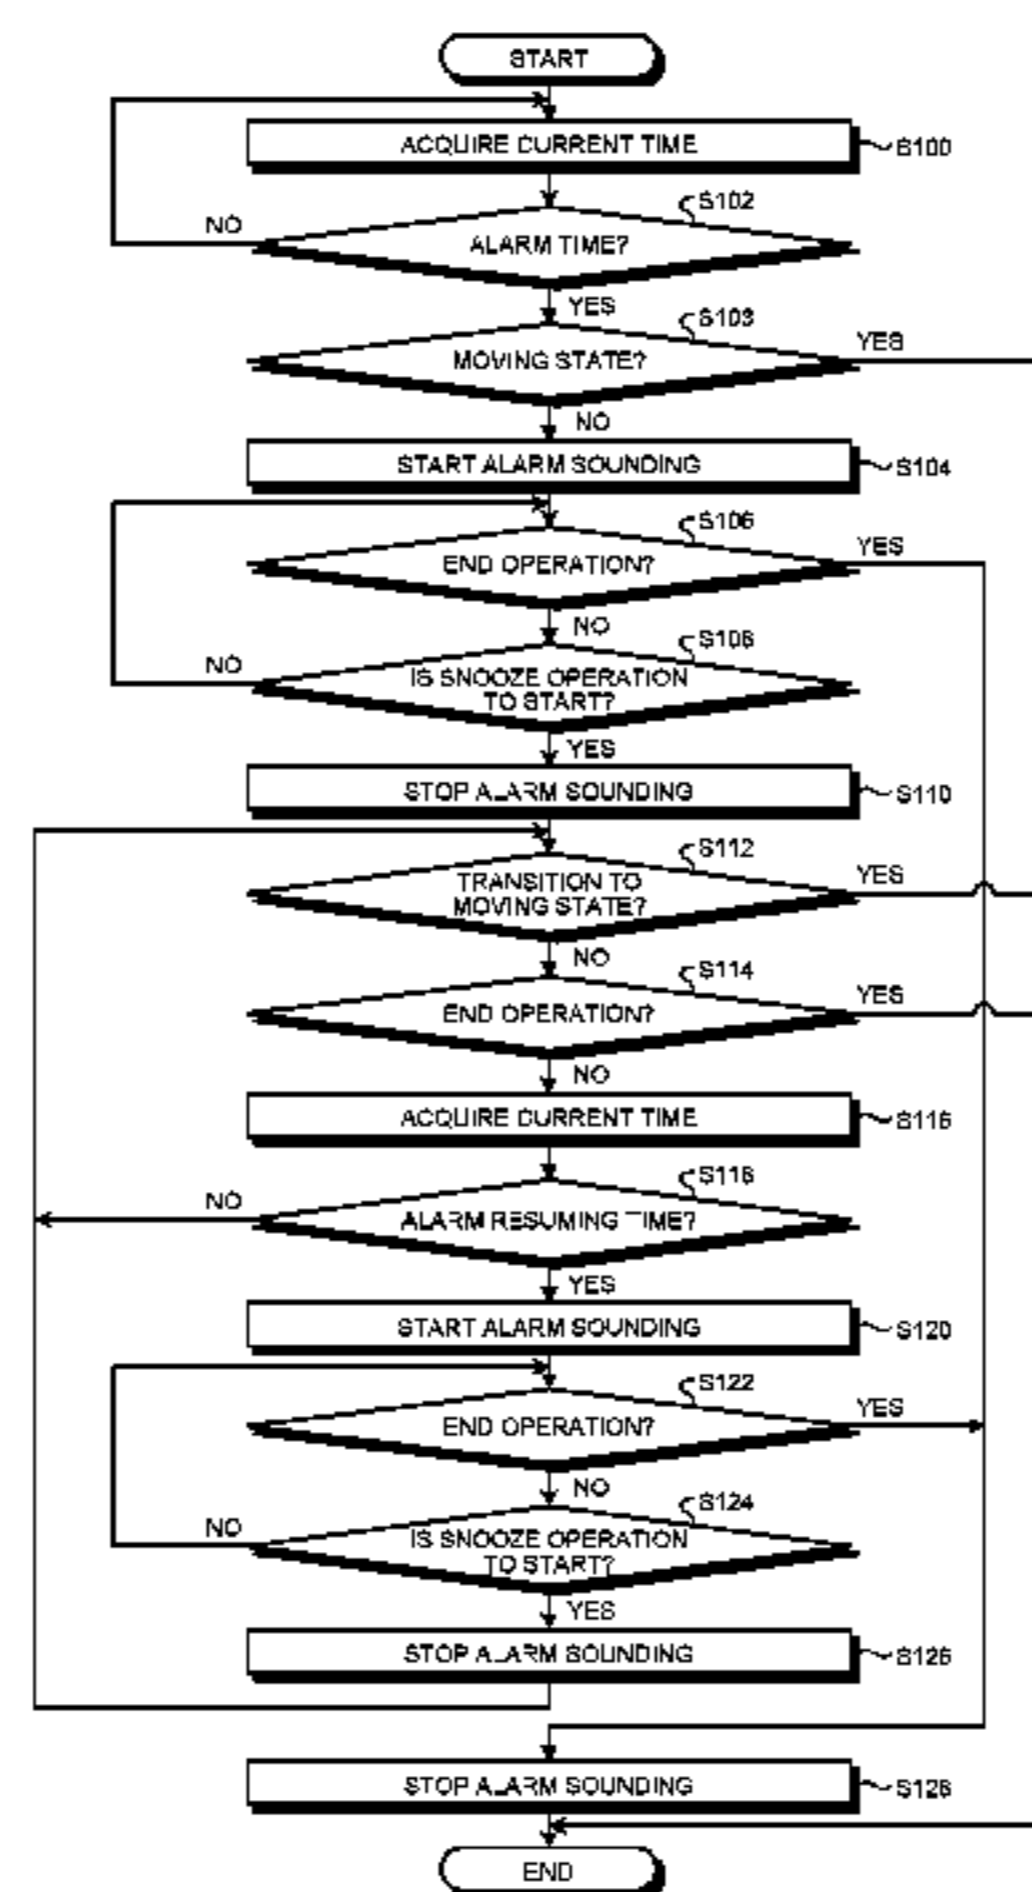 START
ACQUIRE CURRENT TIME
S100
S102
NO
ALARM TIME?
YES
S103
YES
MOVING STATE?
NO
START ALARM SOUNDING
S104
S106
YES
END OPERATION?
NO
S108
NO
IS SNOOZE OPERATION
TO START?
YES
STOP ALARM SOUNDING
S110
S112
YES
TRANSITION TO
MOVING STATE?
NO
S114
YES
END OPERATION?
NO
ACQUIRE CURRENT TIME
S116
S118
NO
ALARM RESUMING TIME?
YES
START ALARM SOUNDING
S120
S122
YES
END OPERATION?
NO
S124
NO
IS SNOOZE OPERATION
TO START?
YES
STOP ALARM SOUNDING
S126
STOP ALARM SOUNDING
S128
END